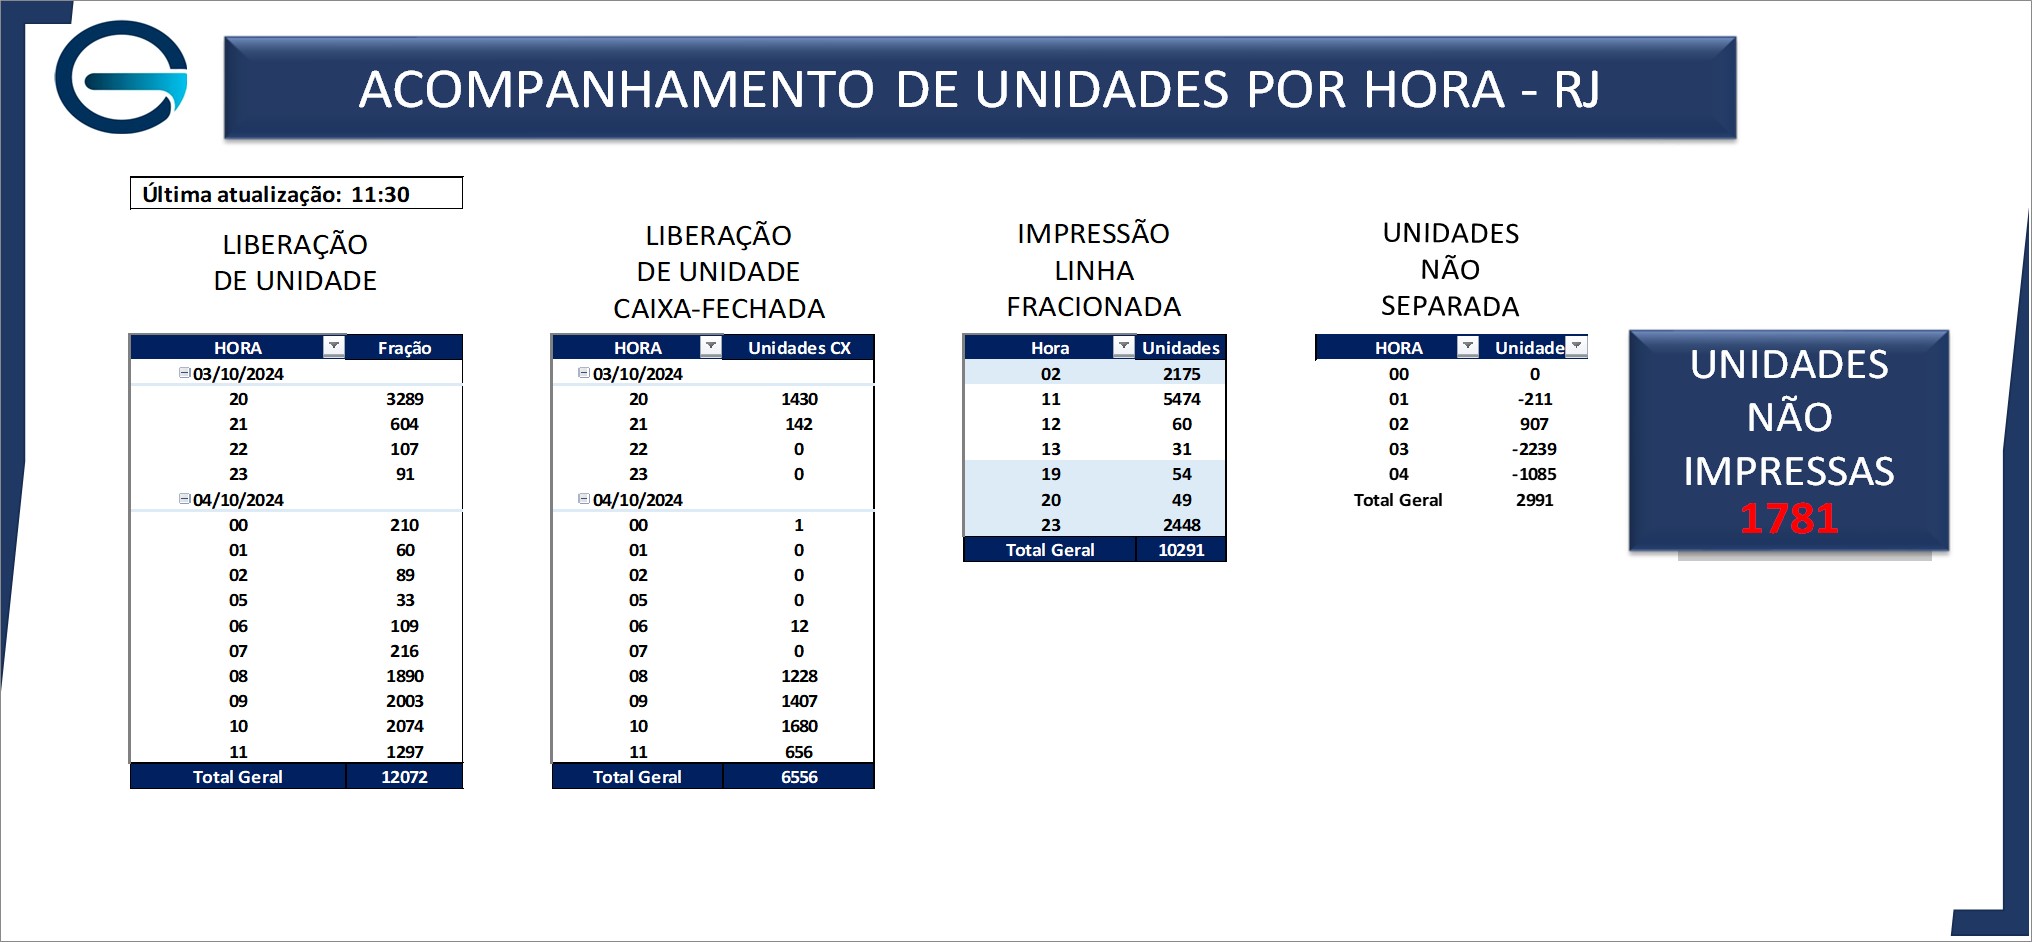 ACOMPANHAMENTO DE UNIDADES POR HORA - RJ
Última atualização: 11:30
LIBERAÇÃO
DE UNIDADE
HORA Fração
03/10/2024
20 3289
21 604
22 107
23 91
04/10/2024
00 210
01 60
02 89
05 33
06 109
07 216
08 1890
09 2003
10 2074
11 1297
Total Geral 12072
LIBERAÇÃO
DE UNIDADE
CAIXA-FECHADA
HORA Unidades CX
03/10/2024
20 1430
21 142
22 0
23 0
04/10/2024
00 1
01 0
02 0
05 0
06 12
07 0
08 1228
09 1407
10 1680
11 656
Total Geral 6556
IMPRESSÃO
LINHA
FRACIONADA
Hora Unidades
02 2175
11 5474
12 60
13 31
19 54
20 49
23 2448
Total Geral 10291
UNIDADES
NÃO
SEPARADA
HORA Unidade
00 0
01 -211
02 907
03 -2239
04 -1085
Total Geral 2991
UNIDADES
NÃO
IMPRESSAS
1781